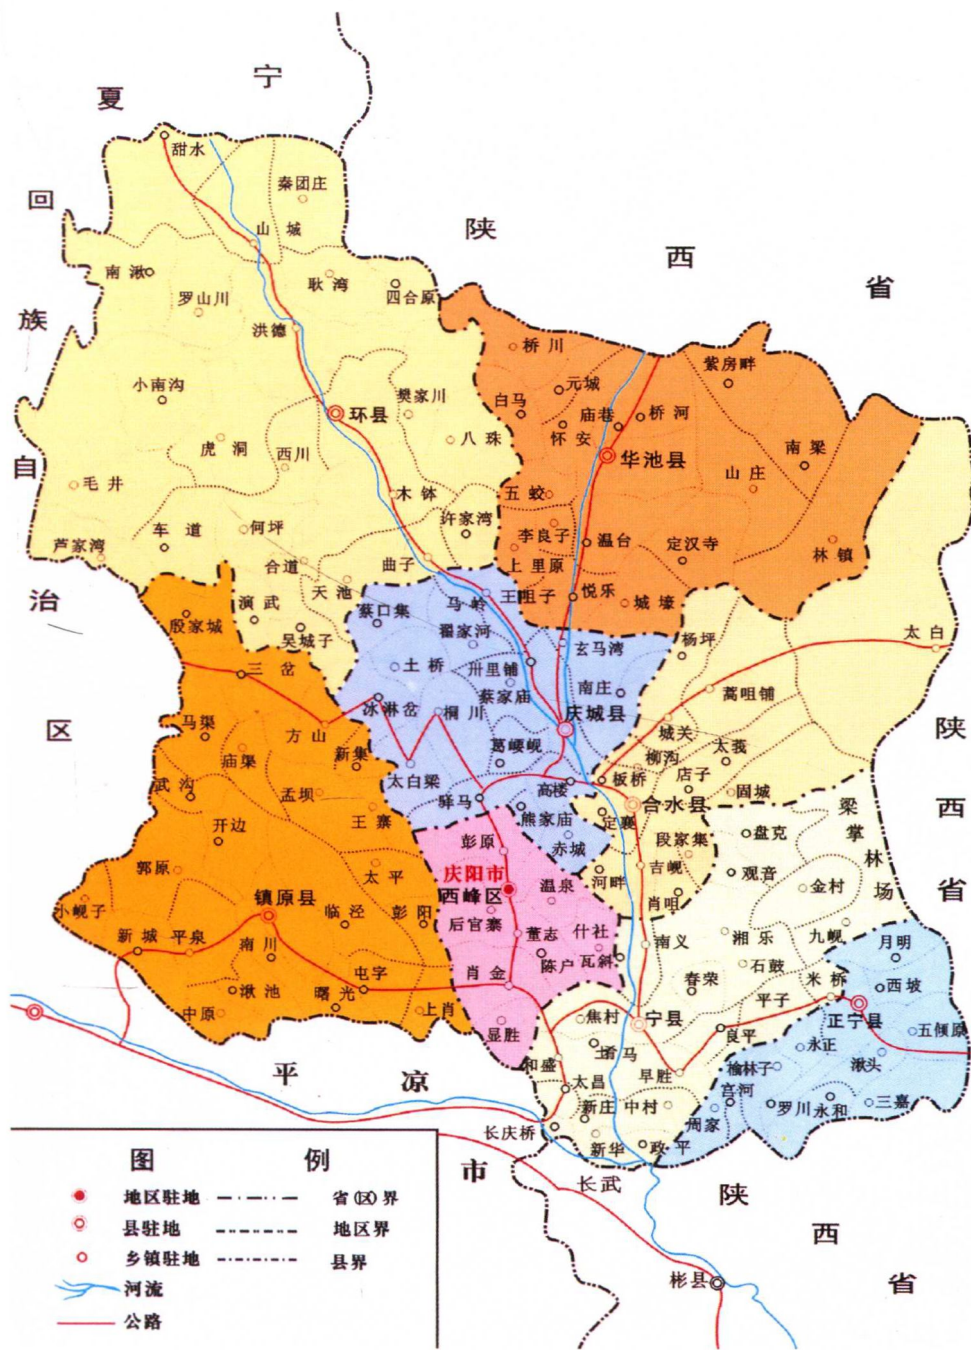 宁
夏
回
族
自
治
区
陕
西
省
甜水
秦团庄
山城
南湫
罗山川
耿湾
四合原
洪德
小南沟
环县
樊家川
八珠
虎洞
西川
毛井
木钵
许家湾
车道
何坪
芦家湾
合道
曲子
天池
演武
吴城子
桥川
紫房畔
元城
白马
庙巷
桥河
怀安
华池县
南梁
山庄
五蛟
李良子
温台
定汉寺
林镇
上里原
悦乐
城壕
殷家城
三岔
马渠
方山
庙渠
新集
武沟
孟坝
王寨
开边
郭原
太平
小岘子
镇原县
临泾
彭阳
新城
平泉
南川
屯字
湫池
曙光
中原
上肖
蔡口集
马岭
王咀子
翟家河
玄马湾
土桥
卅里铺
蔡家庙
南庄
冰淋岔
桐川
庆城县
葛崾岘
太白梁
驿马
高楼
熊家庙
赤城
杨坪
太白
蒿咀铺
城关
太莪
柳沟
店子
板桥
固城
合水县
定襄
段家集
吉岘
河畔
肖咀
彭原
庆阳市
西峰区
温泉
后官寨
董志
什社
陈户
瓦斜
肖金
显胜
盘克
梁
掌
林
场
观音
金村
湘乐
九岘
南义
石鼓
春荣
米桥
平子
焦村
宁县
良平
和盛
早胜
太昌
新庄
中村
长庆桥
新华
政平
月明
西坡
正宁县
五倾原
永正
湫头
榆林子
宫河
罗川
永和
三嘉
周家
平
凉
市
长武
彬县
陕
西
省
陕
西
省
图例
地区驻地
省(区)界
县驻地
地区界
乡镇驻地
县界
河流
公路